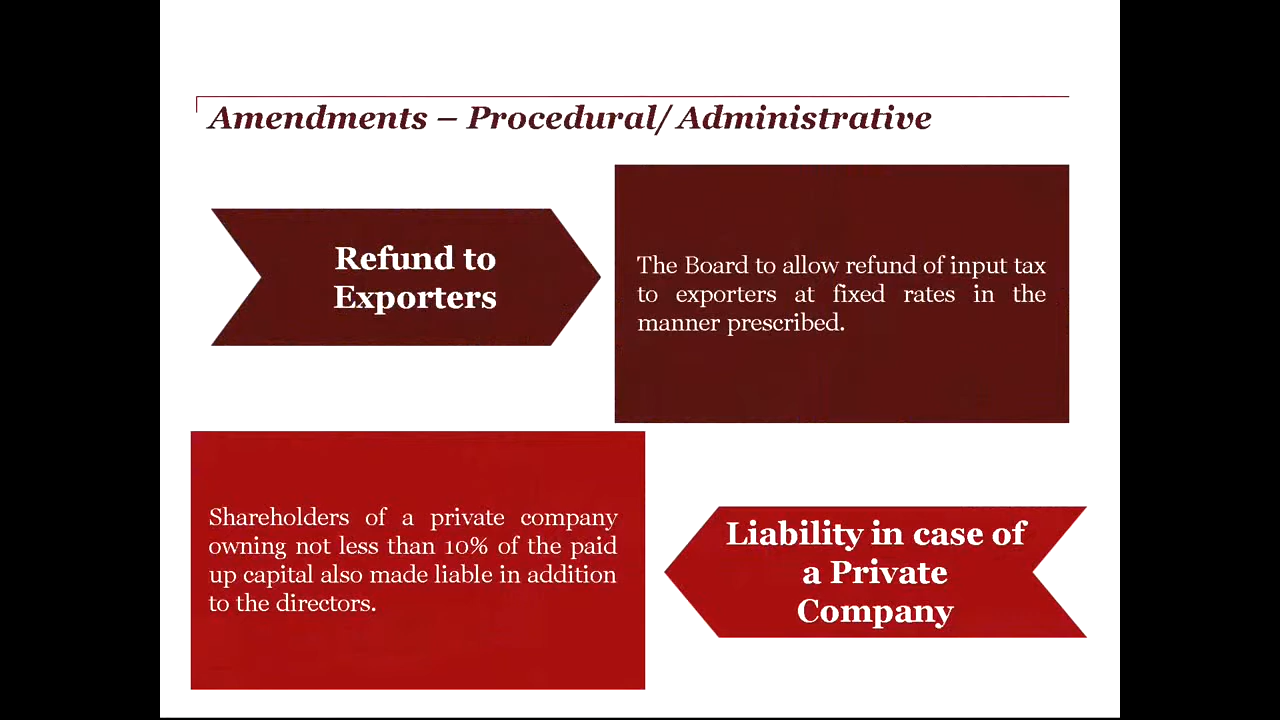 Amendments – Procedural/ Administrative
Refund to
Exporters
The Board to allow refund of input tax
to exporters at fixed rates in the
manner prescribed.
Shareholders of a private company
owning not less than 10% of the paid
up capital also made liable in addition
to the directors.
Liability in case of
a Private
Company